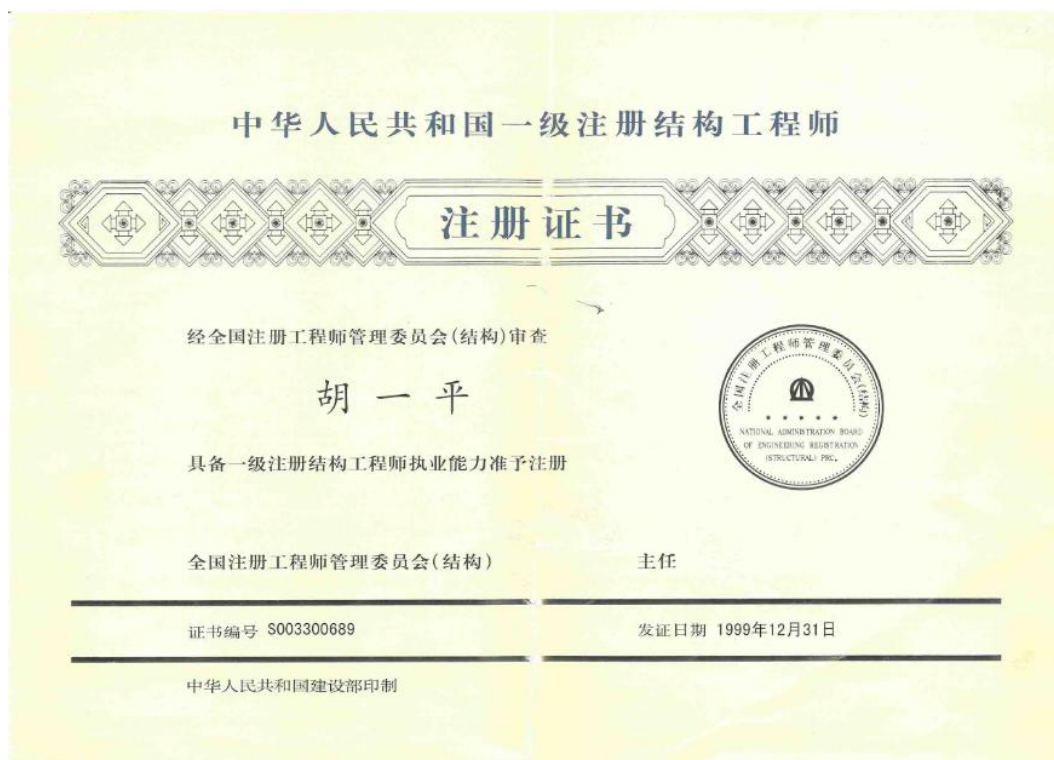 中华人民共和国一级注册结构工程师
注册证书
经全国注册工程师管理委员会(结构)审查
胡一平
具备一级注册结构工程师执业能力准予注册
全国注册工程师管理委员会(结构)
NATIONAL ADMINISTRATION BOARD
OF ENGINEERING REGISTRATION
(STRUCTURAL) PRC.
全国注册工程师管理委员会(结构)
主任
证书编号 S003300689
发证日期 1999年12月31日
中华人民共和国建设部印制